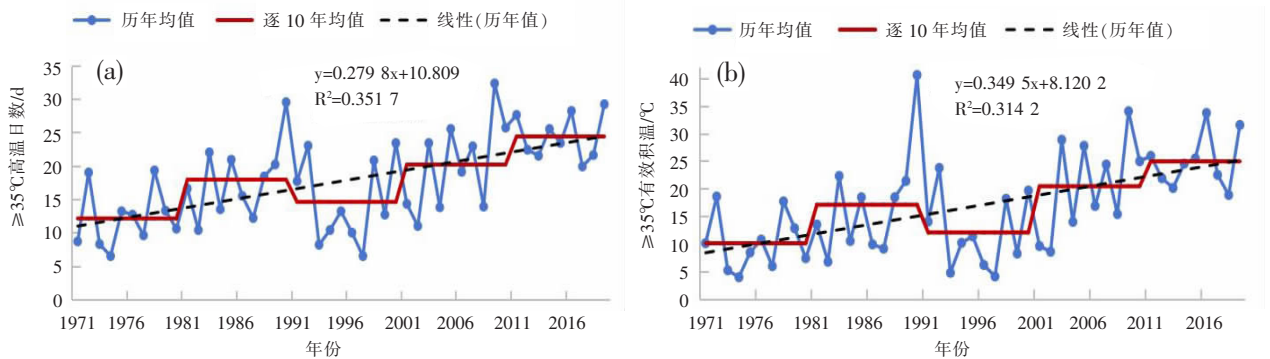 历年均值 逐 10 年均值 线性(历年值)
(a)
y=0.279 8x+10.809
R²=0.351 7
≥35℃高温日数/d
35
30
25
20
15
10
5
0
1971 1976 1981 1986 1991 1996 2001 2006 2011 2016
年份
历年均值 逐 10 年均值 线性(历年值)
(b)
y=0.349 5x+8.120 2
R²=0.314 2
≥35℃有效积温/℃
40
35
30
25
20
15
10
5
0
1971 1976 1981 1986 1991 1996 2001 2006 2011 2016
年份